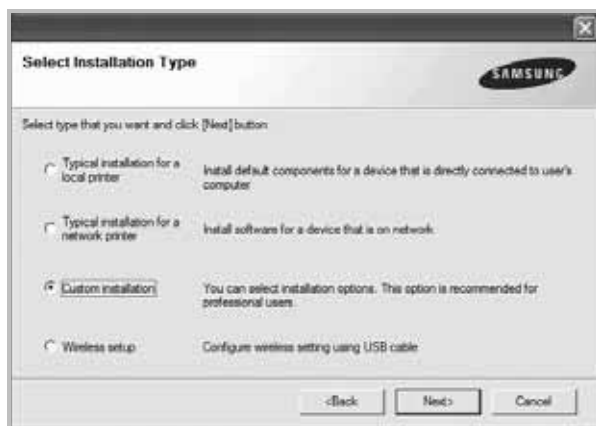 Select Installation Type
SAMSUNG
Select type that you want and click [Next] button
Typical installation for a
local printer
Install default components for a device that is directly connected to user's
computer
Typical installation for a
network printer
Install software for a device that is on network
Custom installation
You can select installation options. This option is recommended for
professional users.
Wireless setup
Configure wireless setting using USB cable
<Back
Next>
Cancel